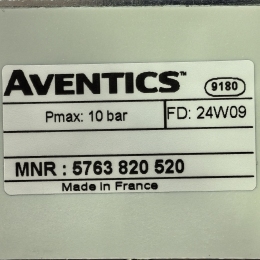 AVENTICS™ 9180
Pmax: 10 bar FD: 24W09
MNR : 5763 820 520
Made in France